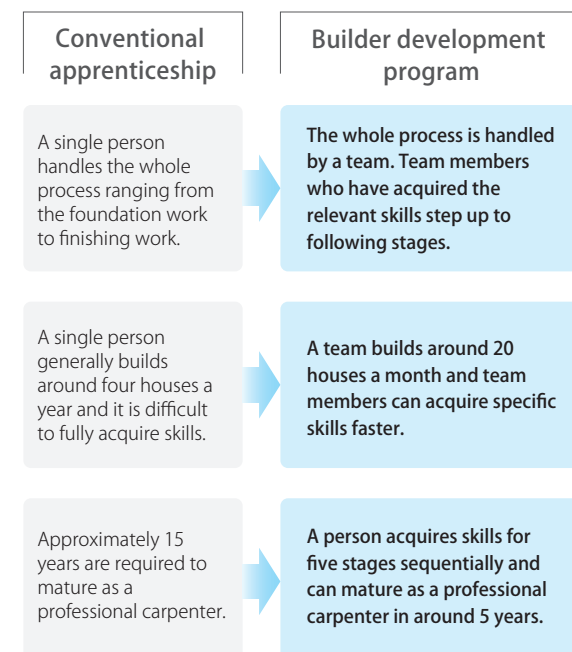 Conventional
apprenticeship
Builder development
program
A single person
handles the whole
process ranging from
the foundation work
to finishing work.
The whole process is handled
by a team. Team members
who have acquired the
relevant skills step up to
following stages.
A single person
generally builds
around four houses a
year and it is difficult
to fully acquire skills.
A team builds around 20
houses a month and team
members can acquire specific
skills faster.
Approximately 15
years are required to
mature as a
professional carpenter.
A person acquires skills for
five stages sequentially and
can mature as a professional
carpenter in around 5 years.